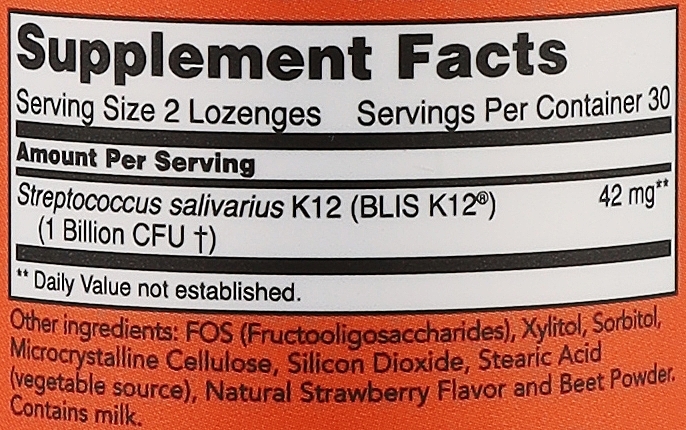 Supplement Facts
Serving Size 2 Lozenges Servings Per Container 30
Amount Per Serving
Streptococcus salivarius K12 (BLIS K12®) 42 mg**
(1 Billion CFU †)
** Daily Value not established.
Other ingredients: FOS (Fructooligosaccharides), Xylitol, Sorbitol,
Microcrystalline Cellulose, Silicon Dioxide, Stearic Acid
(vegetable source), Natural Strawberry Flavor and Beet Powder.
Contains milk.